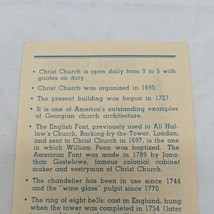 • Christ Church is open daily from 9 to 5 with
guides on duty.
• Christ Church was organized in 1695.
• The present building was begun in 1727.
• It is one of America's outstanding examples
of Georgian church architecture.
• The English Font, previously used in All Hal-
low's Church, Barking-by-the-Tower, London,
and sent to Christ Church in 1697, is the one
in which William Penn was baptized. The
American Font was made in 1789 by Jona-
than Gostelowe, famous colonial cabinet
maker and vestryman of Christ Church.
• The chandelier has been in use since 1744
and the "wine glass" pulpit since 1770.
• The ring of eight bells, cast in England, hung
when the tower was completed in 1754 (later